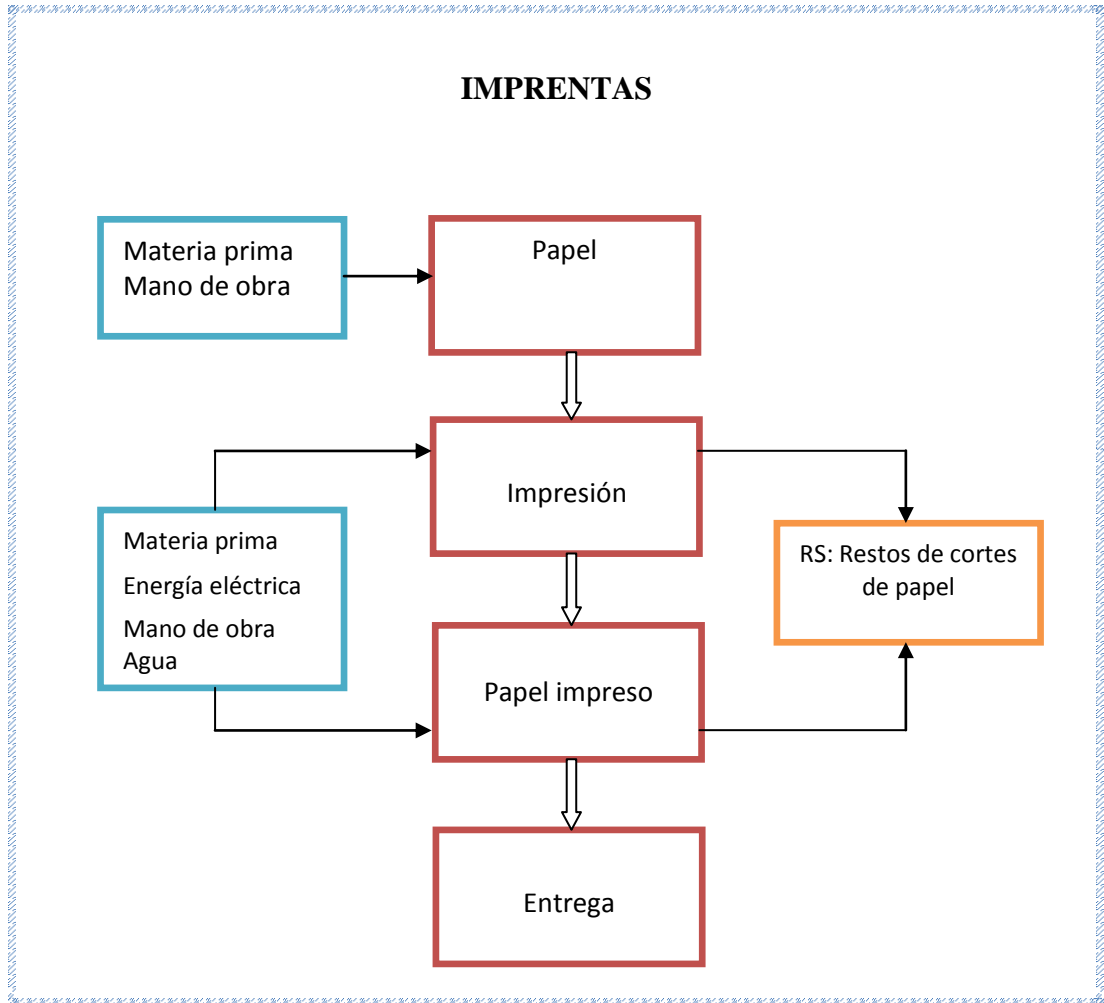 IMPRENTAS
Materia prima
Mano de obra
Papel
Impresión
Materia prima
Energía eléctrica
Mano de obra
Agua
RS: Restos de cortes
de papel
Papel impreso
Entrega